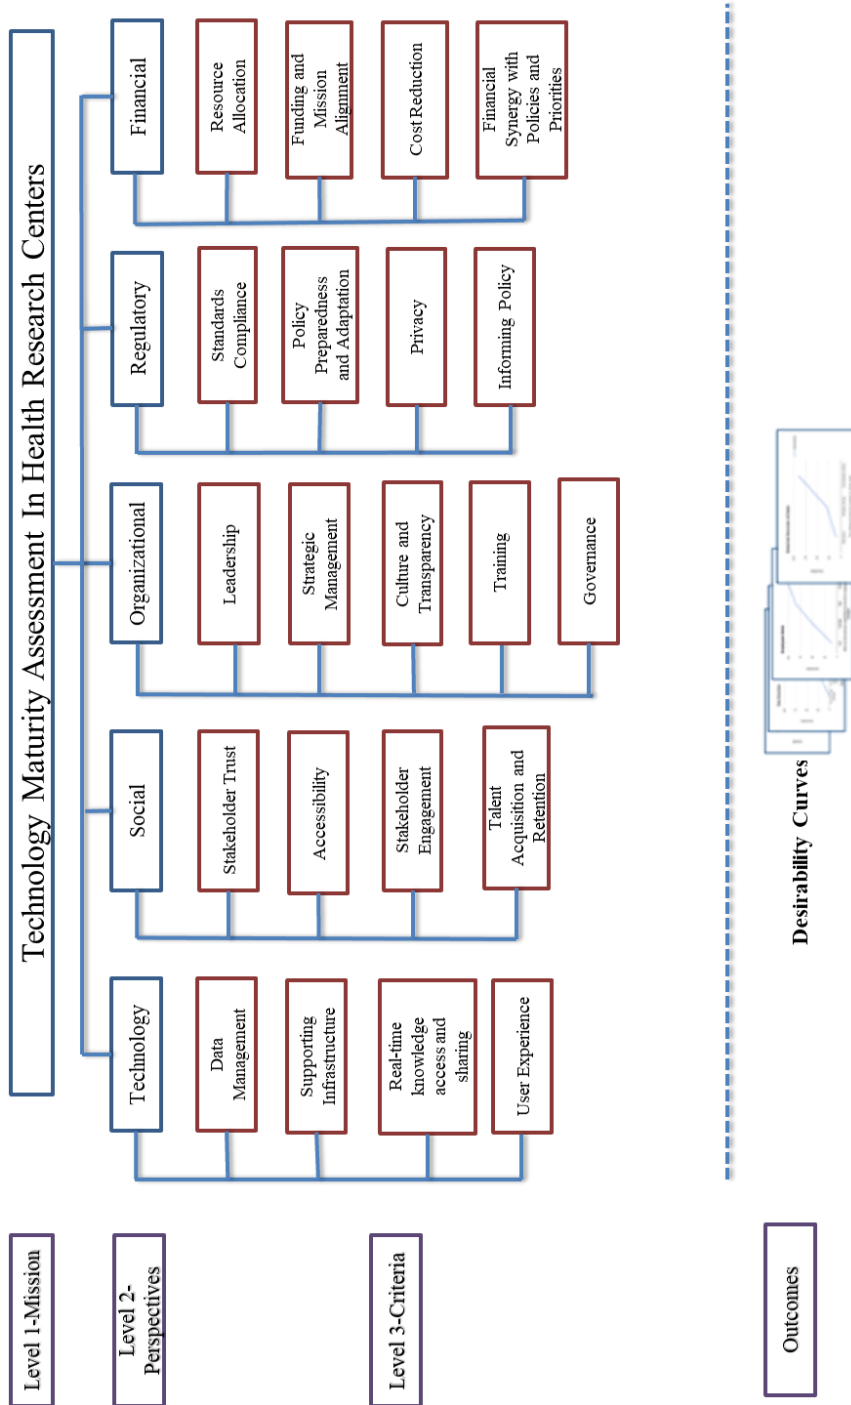 Level 1-Mission
Technology Maturity Assessment In Health Research Centers
Level 2-
Perspectives
Technology
Social
Organizational
Regulatory
Financial
Level 3-Criteria
Data
Management
Supporting
Infrastructure
Real-time
knowledge
access and
sharing
User Experience
Stakeholder Trust
Accessibility
Stakeholder
Engagement
Talent
Acquisition and
Retention
Leadership
Strategic
Management
Culture and
Transparency
Training
Governance
Standards
Compliance
Policy
Preparedness
and Adaptation
Privacy
Informing Policy
Resource
Allocation
Funding and
Mission
Alignment
Cost Reduction
Financial
Synergy with
Policies and
Priorities
Outcomes
Desirability Curves